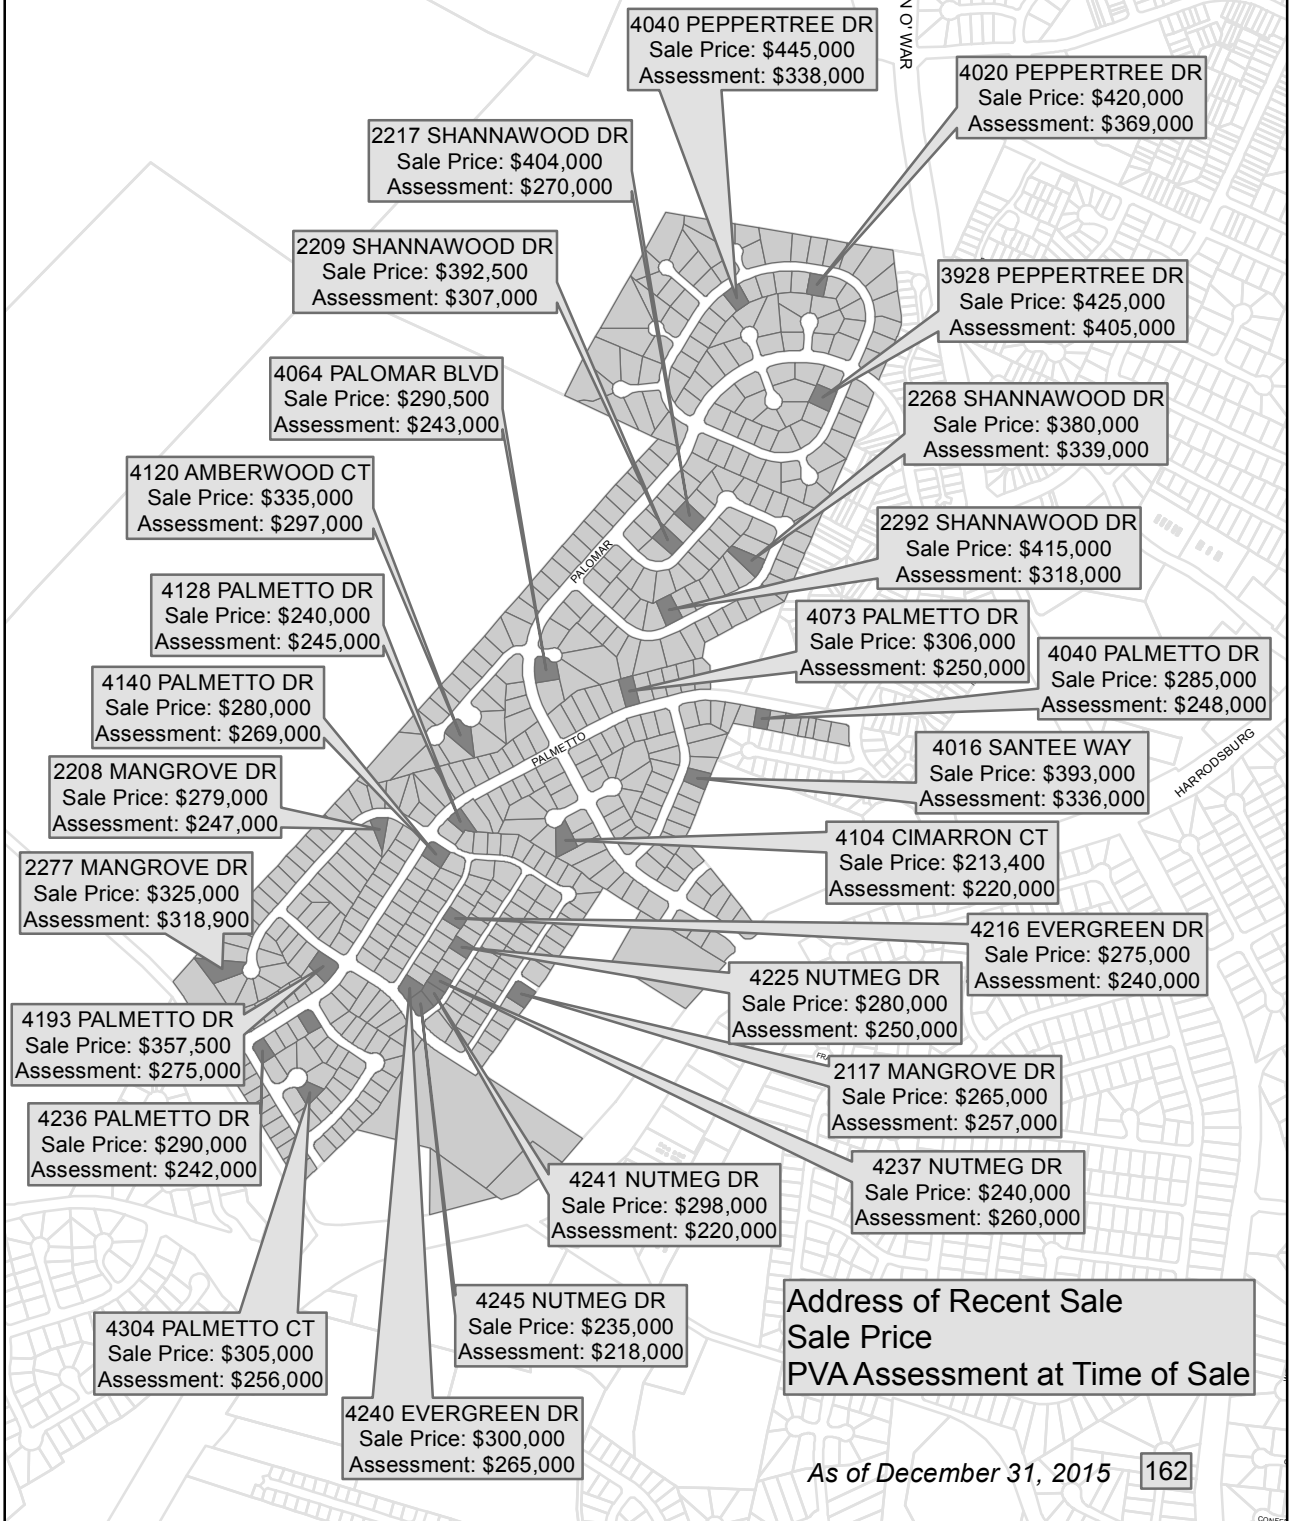 N O' WAR
4040 PEPPERTREE DR
Sale Price: $445,000
Assessment: $338,000
4020 PEPPERTREE DR
Sale Price: $420,000
Assessment: $369,000
2217 SHANNAWOOD DR
Sale Price: $404,000
Assessment: $270,000
2209 SHANNAWOOD DR
Sale Price: $392,500
Assessment: $307,000
3928 PEPPERTREE DR
Sale Price: $425,000
Assessment: $405,000
4064 PALOMAR BLVD
Sale Price: $290,500
Assessment: $243,000
2268 SHANNAWOOD DR
Sale Price: $380,000
Assessment: $339,000
4120 AMBERWOOD CT
Sale Price: $335,000
Assessment: $297,000
2292 SHANNAWOOD DR
Sale Price: $415,000
Assessment: $318,000
PALOMAR
4128 PALMETTO DR
Sale Price: $240,000
Assessment: $245,000
4073 PALMETTO DR
Sale Price: $306,000
Assessment: $250,000
4040 PALMETTO DR
Sale Price: $285,000
Assessment: $248,000
4140 PALMETTO DR
Sale Price: $280,000
Assessment: $269,000
PALMETTO
4016 SANTEE WAY
Sale Price: $393,000
Assessment: $336,000
HARRODSBURG
2208 MANGROVE DR
Sale Price: $279,000
Assessment: $247,000
4104 CIMARRON CT
Sale Price: $213,400
Assessment: $220,000
2277 MANGROVE DR
Sale Price: $325,000
Assessment: $318,900
4216 EVERGREEN DR
Sale Price: $275,000
Assessment: $240,000
4225 NUTMEG DR
Sale Price: $280,000
Assessment: $250,000
4193 PALMETTO DR
Sale Price: $357,500
Assessment: $275,000
FRA
2117 MANGROVE DR
Sale Price: $265,000
Assessment: $257,000
4236 PALMETTO DR
Sale Price: $290,000
Assessment: $242,000
4237 NUTMEG DR
Sale Price: $240,000
Assessment: $260,000
4241 NUTMEG DR
Sale Price: $298,000
Assessment: $220,000
4245 NUTMEG DR
Sale Price: $235,000
Assessment: $218,000
4304 PALMETTO CT
Sale Price: $305,000
Assessment: $256,000
4240 EVERGREEN DR
Sale Price: $300,000
Assessment: $265,000
Address of Recent Sale
Sale Price
PVA Assessment at Time of Sale
As of December 31, 2015
162